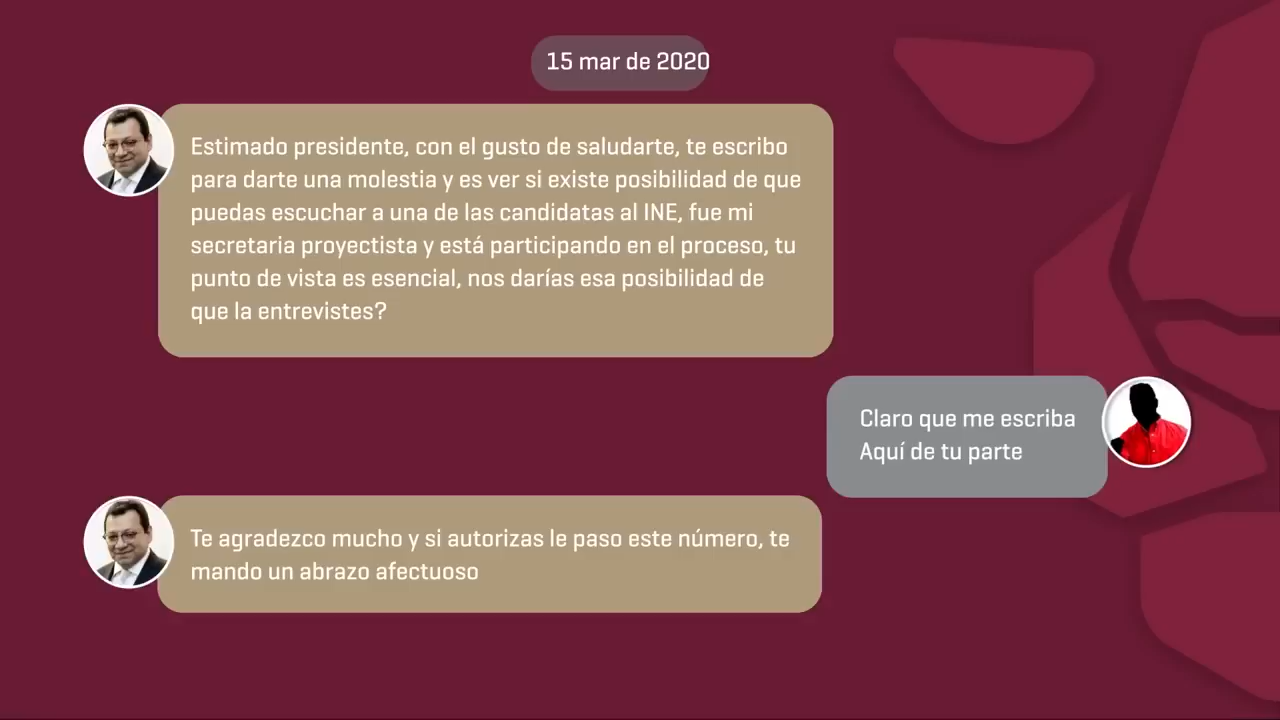 15 mar de 2020
Estimado presidente, con el gusto de saludarte, te escribo
para darte una molestia y es ver si existe posibilidad de que
puedas escuchar a una de las candidatas al INE, fue mi
secretaria proyectista y está participando en el proceso, tu
punto de vista es esencial, nos darías esa posibilidad de
que la entrevistes?
Claro que me escriba
Aquí de tu parte
Te agradezco mucho y si autorizas le paso este número, te
mando un abrazo afectuoso